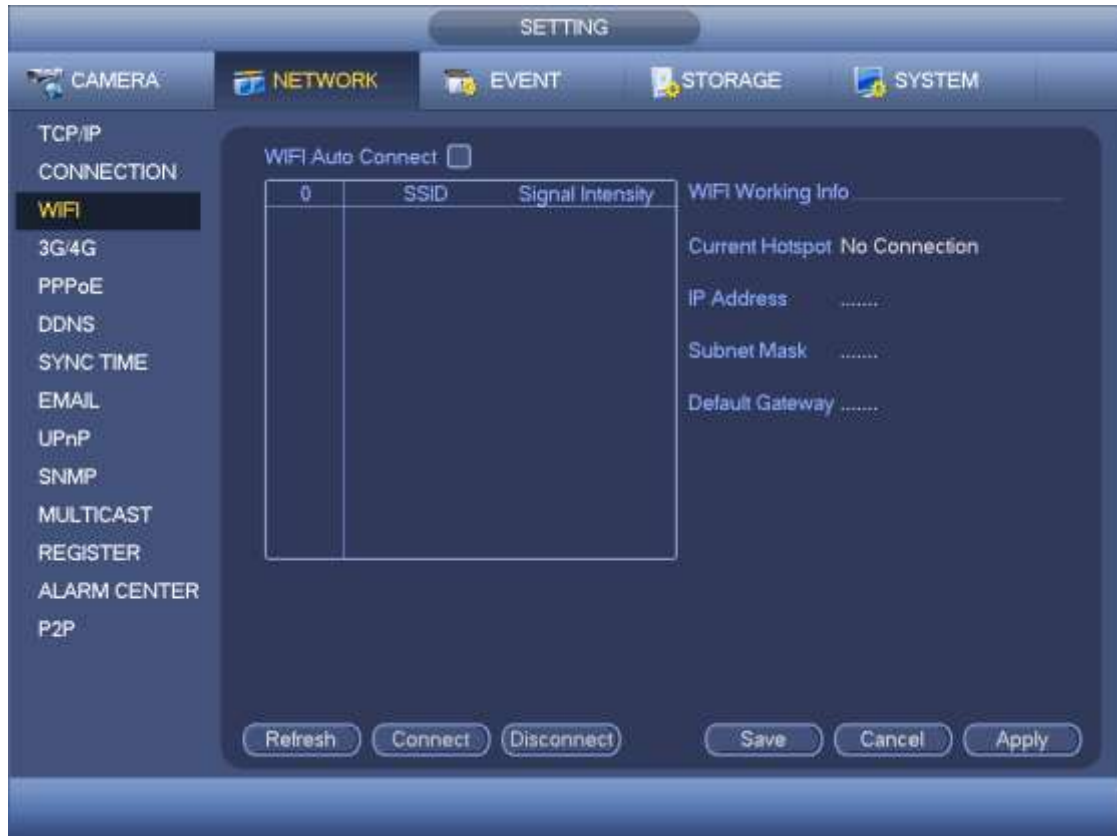 SETTING
CAMERA NETWORK EVENT STORAGE SYSTEM
TCP/IP
CONNECTION
WIFI
3G/4G
PPPoE
DDNS
SYNC TIME
EMAIL
UPnP
SNMP
MULTICAST
REGISTER
ALARM CENTER
P2P
WIFI Auto Connect
0 SSID Signal Intensity
WIFI Working Info
Current Hotspot No Connection
IP Address .......
Subnet Mask .......
Default Gateway .......
Refresh Connect Disconnect Save Cancel Apply